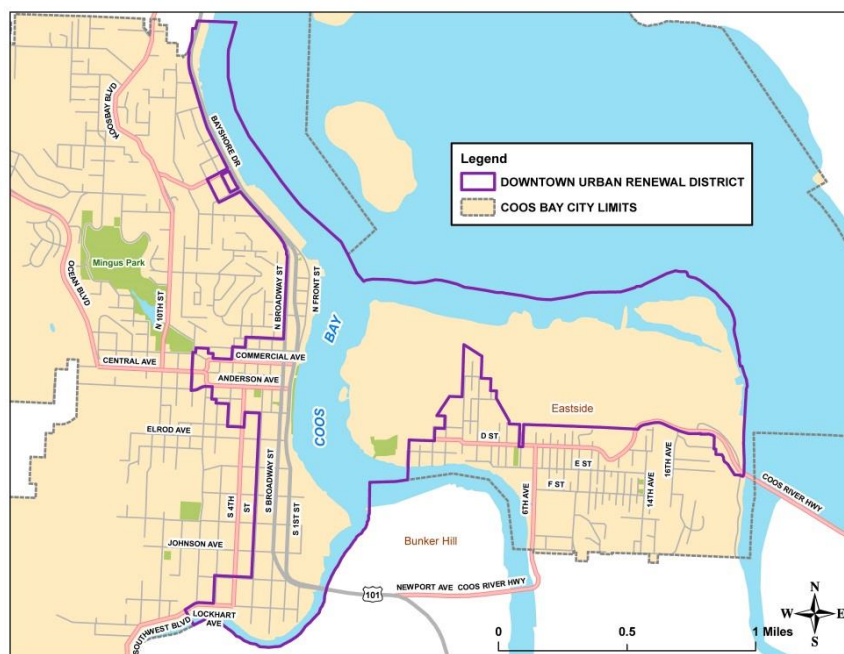 Legend
DOWNTOWN URBAN RENEWAL DISTRICT
COOS BAY CITY LIMITS
KOOSBAY BLVD
BAYSHORE DR
Mingus Park
OCEAN BLVD
N 10TH ST
N BROADWAY ST
N FRONT ST
COOS BAY
CENTRAL AVE
COMMERCIAL AVE
ANDERSON AVE
ELROD AVE
S 4TH ST
S BROADWAY ST
S 1ST ST
JOHNSON AVE
LOCKHART AVE
SOUTHWEST BLVD
Eastside
D ST
E ST
F ST
6TH AVE
14TH AVE
16TH AVE
COOS RIVER HWY
Bunker Hill
101
NEWPORT AVE
COOS RIVER HWY
N
W
E
S
0
0.5
1 Miles